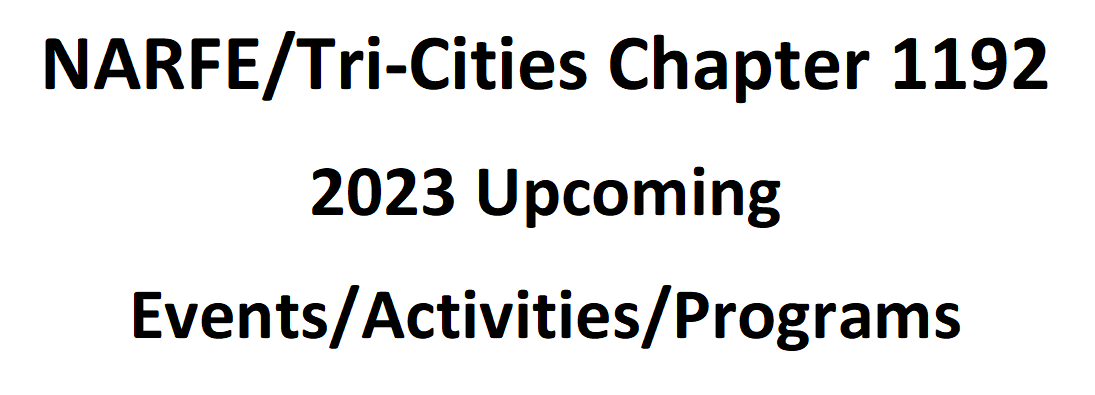 NARFE/Tri-Cities Chapter 1192
2023 Upcoming
Events/Activities/Programs